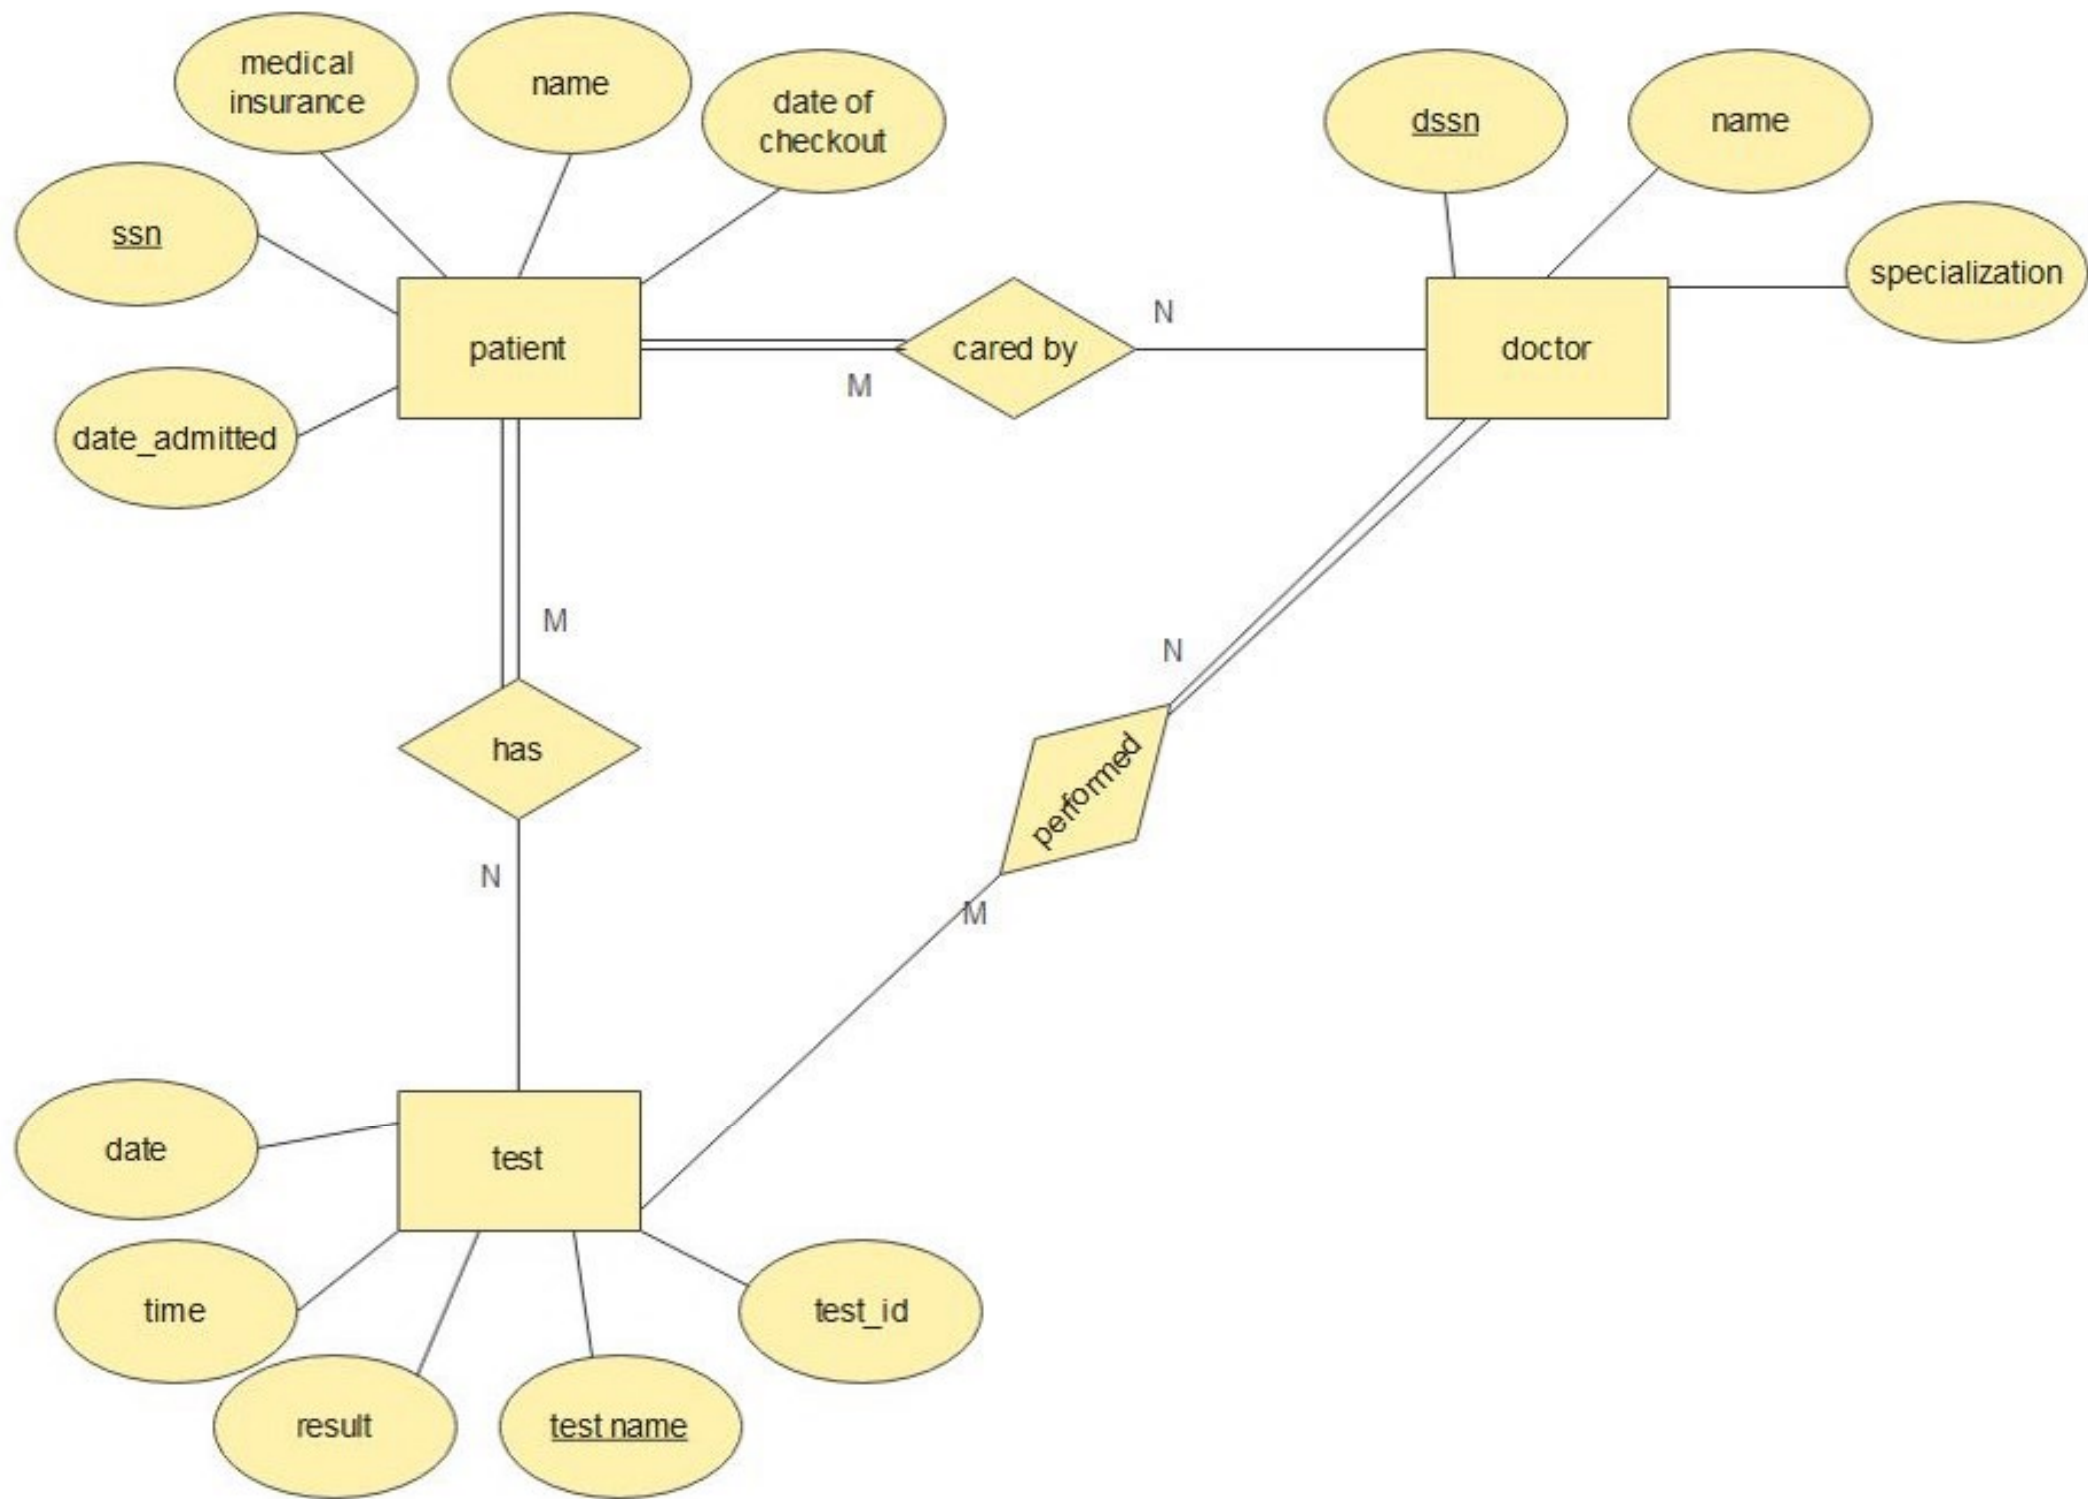 medical
insurance
name
date of
checkout
dssn
name
ssn
specialization
patient
cared by
N
doctor
M
date_admitted
M
N
has
performed
N
M
date
test
time
test_id
result
test name